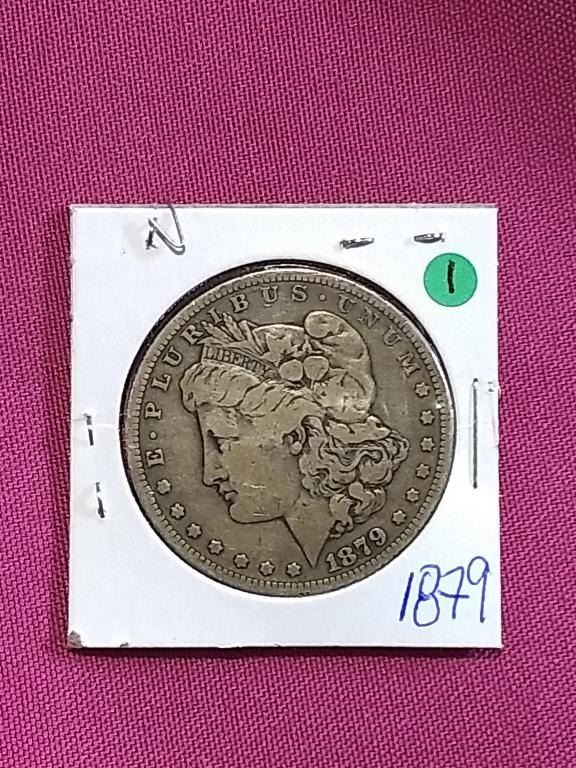 N
1
E · PLURIBUS · UNUM
LIBERTY
1879
1879